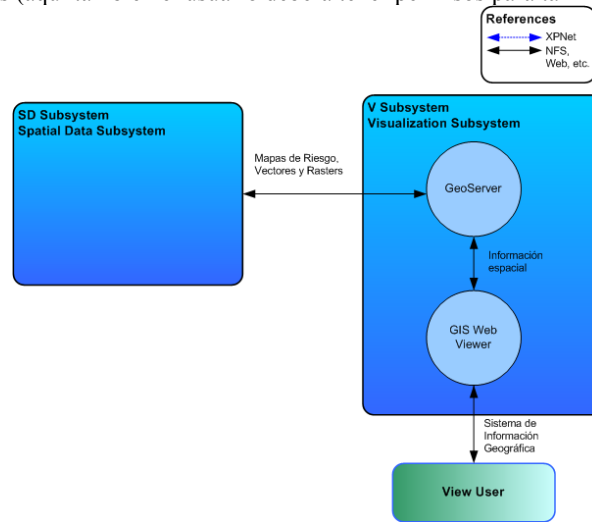 References
XPNet
NFS,
Web, etc.
SD Subsystem
Spatial Data Subsystem
Mapas de Riesgo,
Vectores y Rasters
V Subsystem
Visualization Subsystem
GeoServer
Información
espacial
GIS Web
Viewer
Sistema de
Información
Geográfica
View User